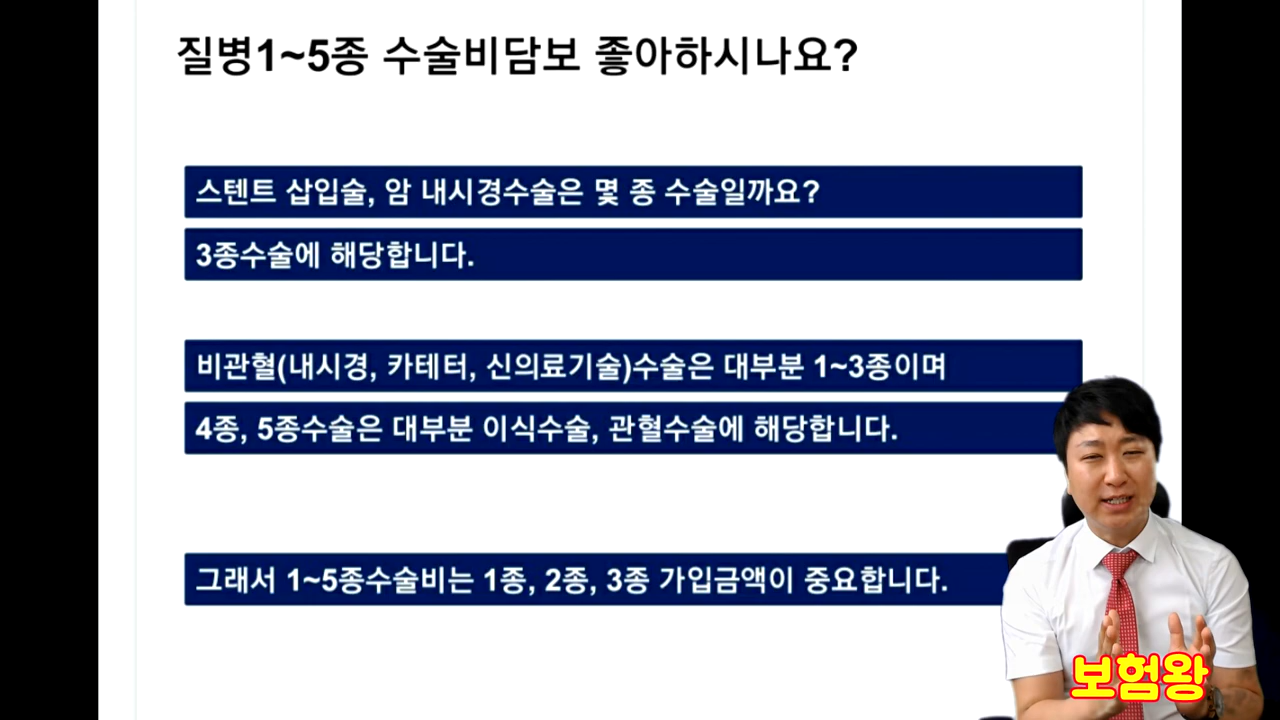 질병1~5종 수술비담보 좋아하시나요?
스텐트 삽입술, 암 내시경수술은 몇 종 수술일까요?
3종수술에 해당합니다.
비관혈(내시경, 카테터, 신의료기술)수술은 대부분 1~3종이며
4종, 5종수술은 대부분 이식수술, 관혈수술에 해당합니다.
그래서 1~5종수술비는 1종, 2종, 3종 가입금액이 중요합니다.
보험왕